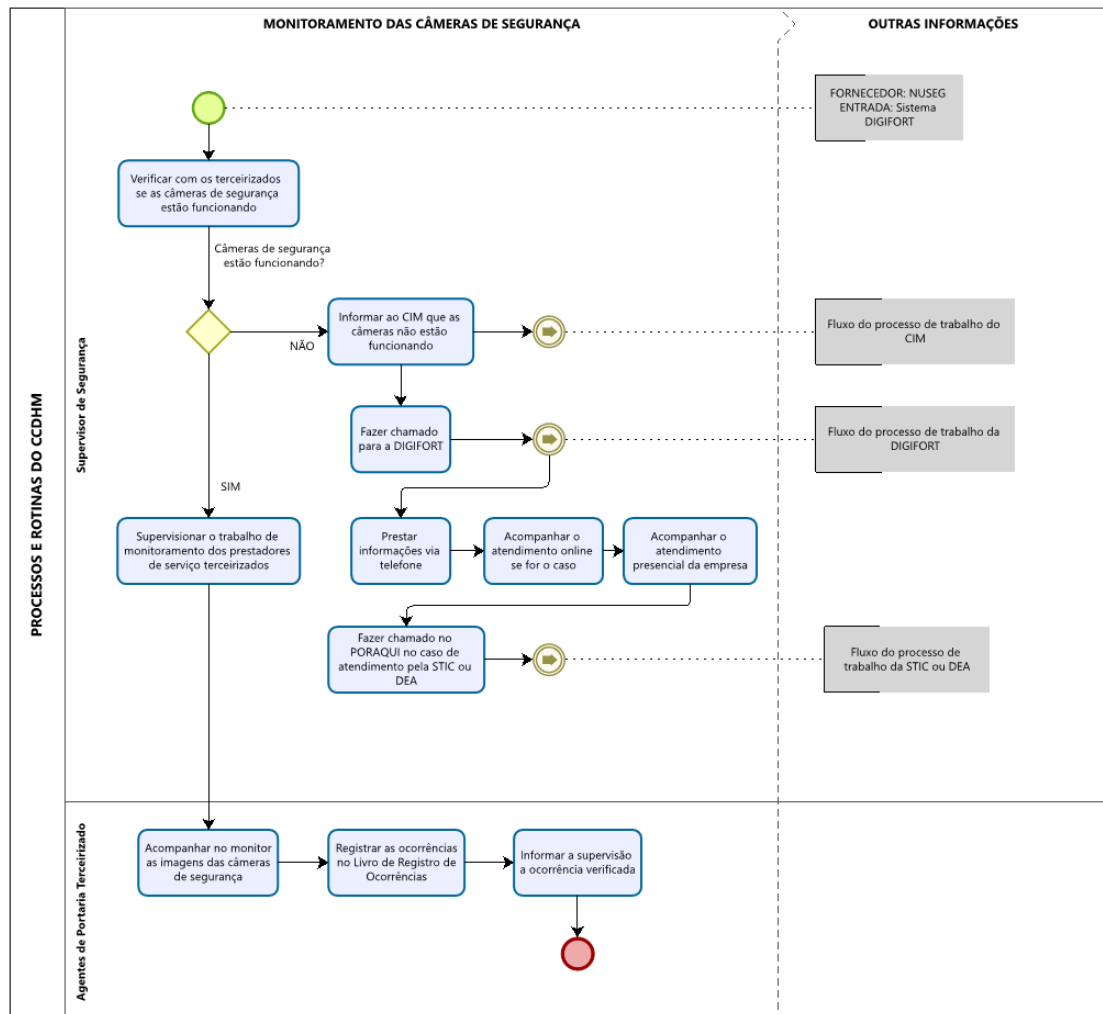 MONITORAMENTO DAS CÂMERAS DE SEGURANÇA
OUTRAS INFORMAÇÕES
PROCESSOS E ROTINAS DO CCDHM
Supervisor de Segurança
FORNECEDOR: NUSEG
ENTRADA: Sistema
DIGIFORT
Verificar com os terceirizados
se as câmeras de segurança
estão funcionando
Câmeras de segurança
estão funcionando?
NÃO
Informar ao CIM que as
câmeras não estão
funcionando
Fluxo do processo de trabalho do
CIM
Fazer chamado
para a DIGIFORT
Fluxo do processo de trabalho da
DIGIFORT
SIM
Supervisionar o trabalho de
monitoramento dos prestadores
de serviço terceirizados
Prestar
informações via
telefone
Acompanhar o
atendimento online
se for o caso
Acompanhar o
atendimento
presencial da empresa
Fazer chamado no
PORAQUI no caso de
atendimento pela STIC ou
DEA
Fluxo do processo de
trabalho da STIC ou DEA
Agentes de Portaria Terceirizado
Acompanhar no monitor
as imagens das câmeras
de segurança
Registrar as ocorrências
no Livro de Registro de
Ocorrências
Informar a supervisão
a ocorrência verificada